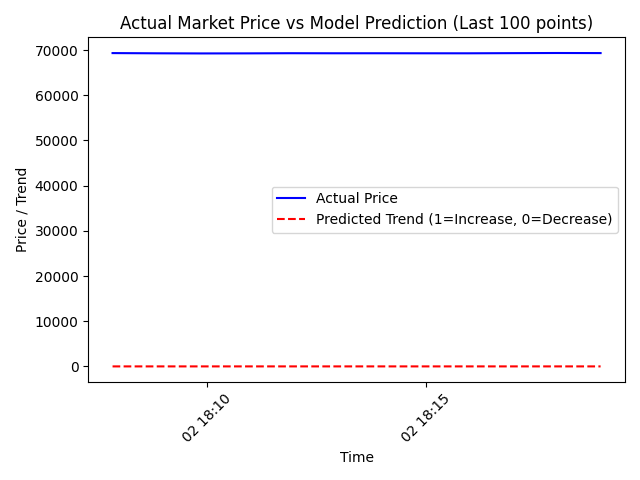 Actual Market Price vs Model Prediction (Last 100 points)
70000
60000
50000
40000
30000
20000
10000
0
Price / Trend
Actual Price
Predicted Trend (1=Increase, 0=Decrease)
02 18:10
02 18:15
Time